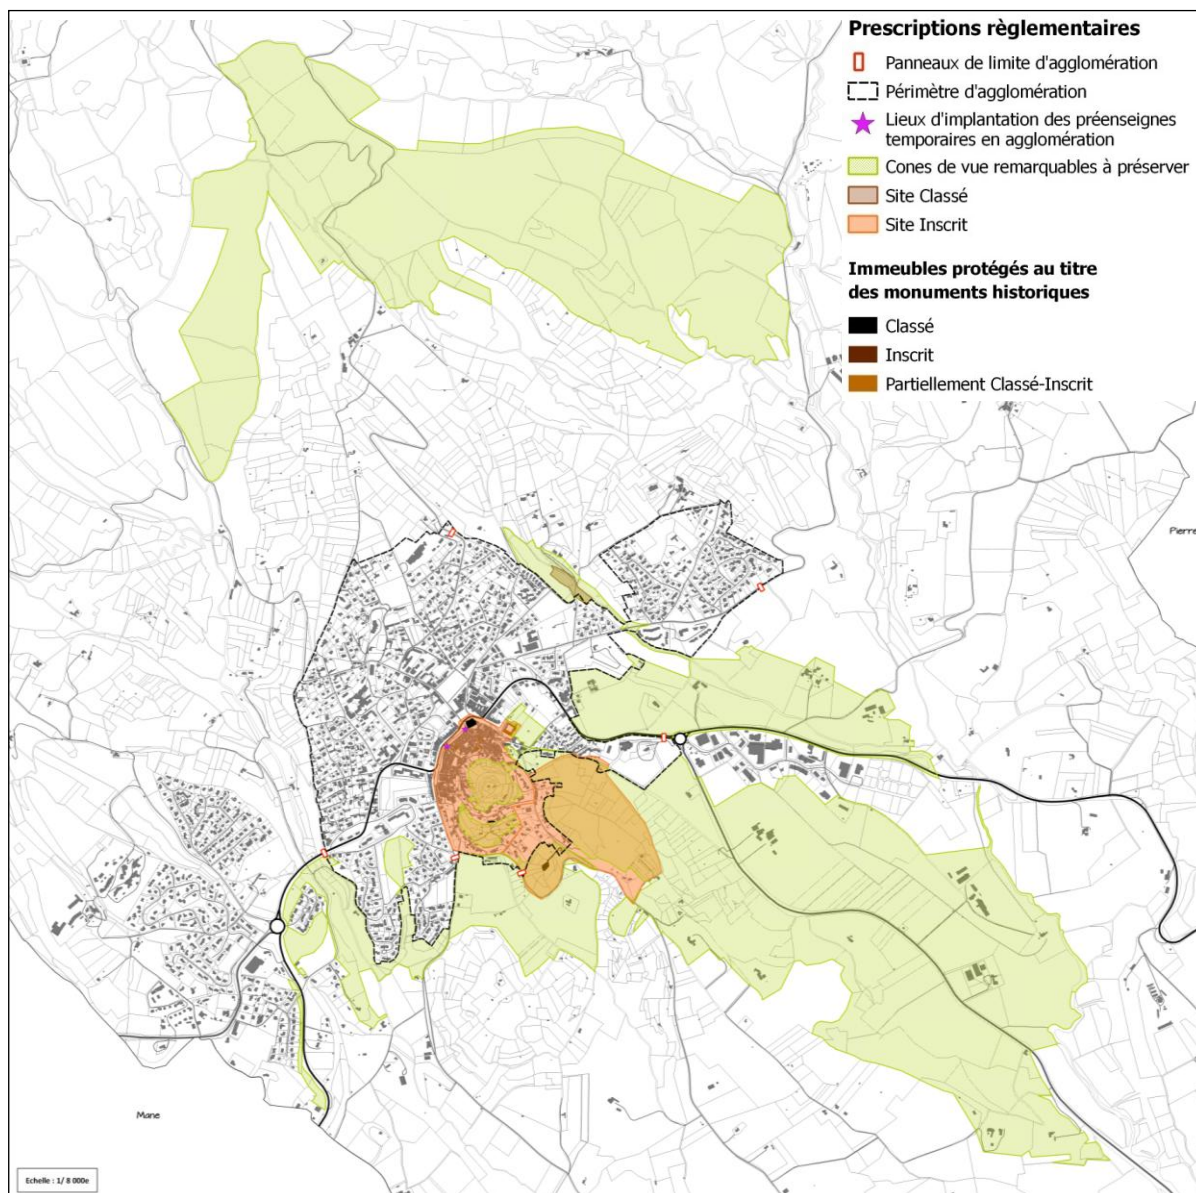 Prescriptions règlementaires
Panneaux de limite d'agglomération
Périmètre d'agglomération
Lieux d'implantation des préenseignes
temporaires en agglomération
Cones de vue remarquables à préserver
Site Classé
Site Inscrit
Immeubles protégés au titre
des monuments historiques
Classé
Inscrit
Partiellement Classé-Inscrit
Pierre
Mane
Echelle : 1/ 8 000e